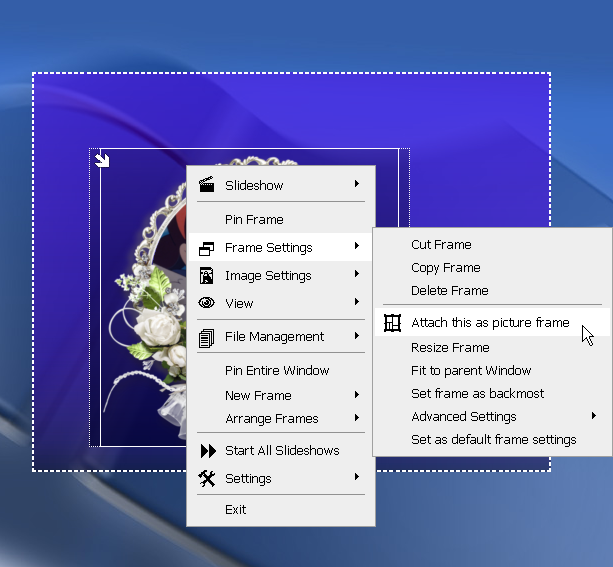 Slideshow
Pin Frame
Frame Settings
Image Settings
View
File Management
Pin Entire Window
New Frame
Arrange Frames
Start All Slideshows
Settings
Exit
Cut Frame
Copy Frame
Delete Frame
Attach this as picture frame
Resize Frame
Fit to parent Window
Set frame as backmost
Advanced Settings
Set as default frame settings